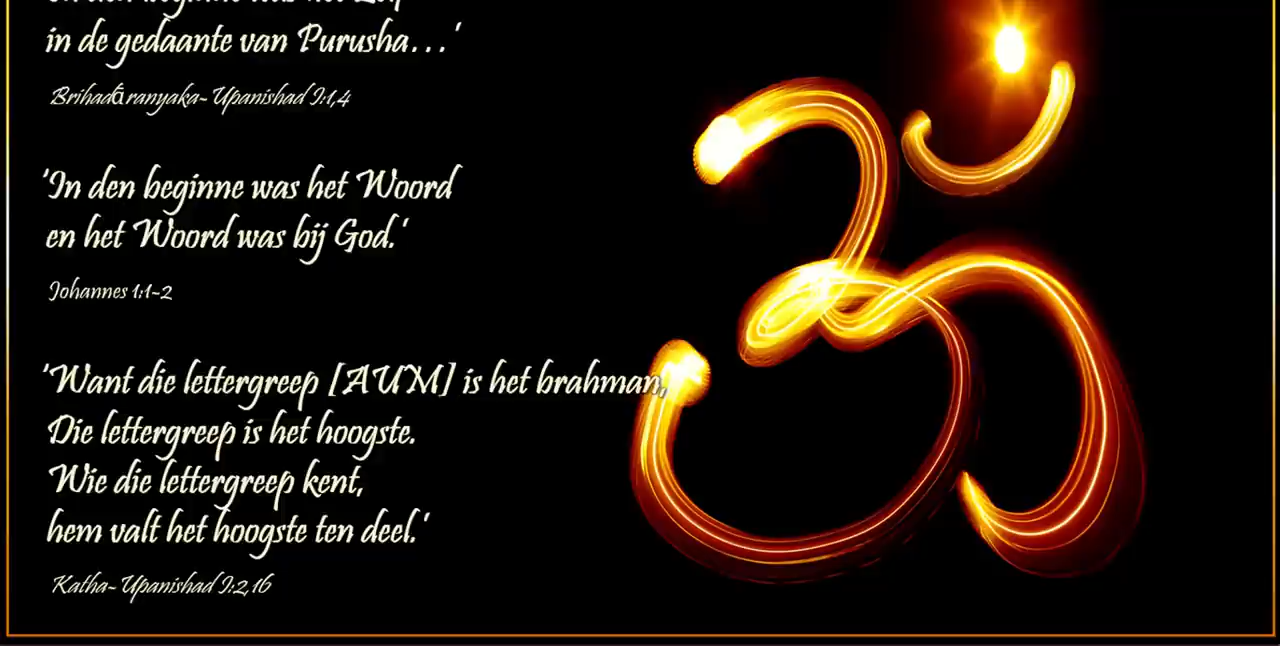 in de gedaante van Purusha...’
Brihadāranyaka-Upanishad I:1,4
‘In den beginne was het Woord
en het Woord was bij God.’
Johannes 1:1-2
‘Want die lettergreep [AUM] is het brahman,
Die lettergreep is het hoogste.
Wie die lettergreep kent,
hem valt het hoogste ten deel.’
Katha-Upanishad I:2,16